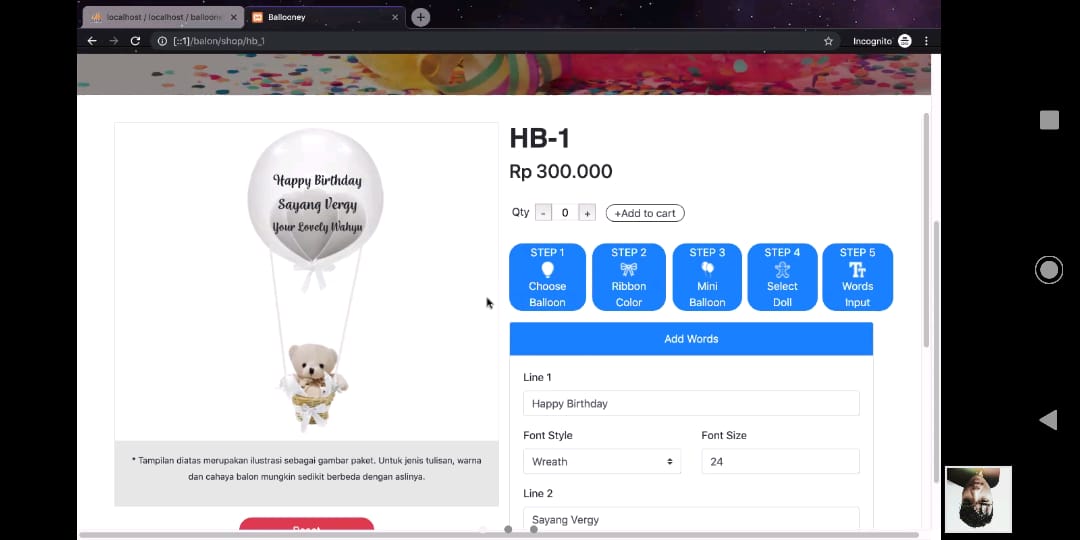 localhost / localhost / balloone
Ballooney
[::1]/balon/shop/hb_1
Incognito
HB-1
Rp 300.000
Qty - 0 + +Add to cart
STEP 1
Choose
Balloon
STEP 2
Ribbon
Color
STEP 3
Mini
Balloon
STEP 4
Select
Doll
STEP 5
Words
Input
Happy Birthday
Sayang Vergy
Your Lovely Wahyu
* Tampilan diatas merupakan ilustrasi sebagai gambar paket. Untuk jenis tulisan, warna
dan cahaya balon mungkin sedikit berbeda dengan aslinya.
Reset
Add Words
Line 1
Happy Birthday
Font Style
Font Size
Wreath
24
Line 2
Sayang Vergy